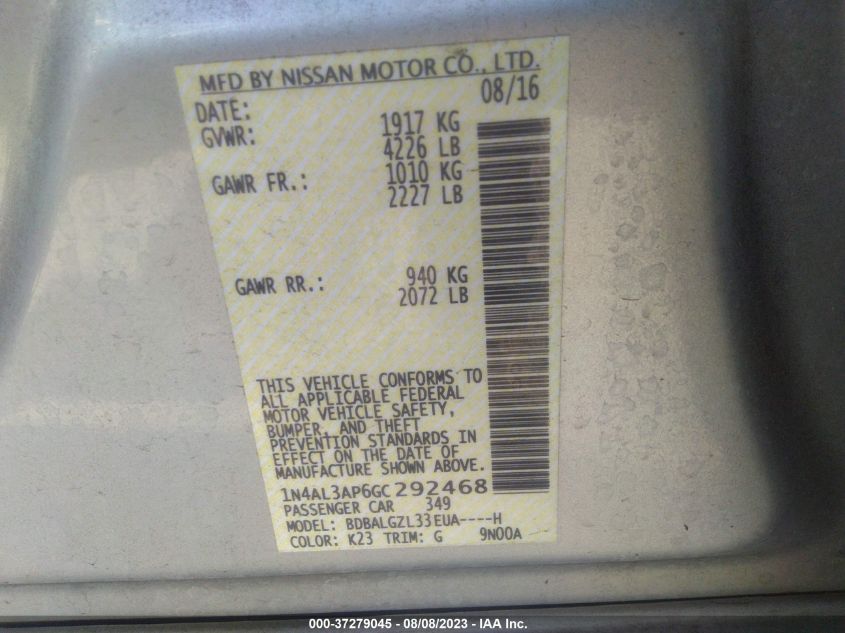 MFD BY NISSAN MOTOR CO., LTD.
DATE: 08/16
GVWR: 1917 KG
4226 LB
GAWR FR.: 1010 KG
2227 LB
GAWR RR.: 940 KG
2072 LB
THIS VEHICLE CONFORMS TO
ALL APPLICABLE FEDERAL
MOTOR VEHICLE SAFETY,
BUMPER, AND THEFT
PREVENTION STANDARDS IN
EFFECT ON THE DATE OF
MANUFACTURE SHOWN ABOVE.
1N4AL3AP6GC292468
PASSENGER CAR 349
MODEL: BDBALGZL33EUA----H
COLOR: K23 TRIM: G 9N00A
000-37279045 - 08/08/2023 - IAA Inc.